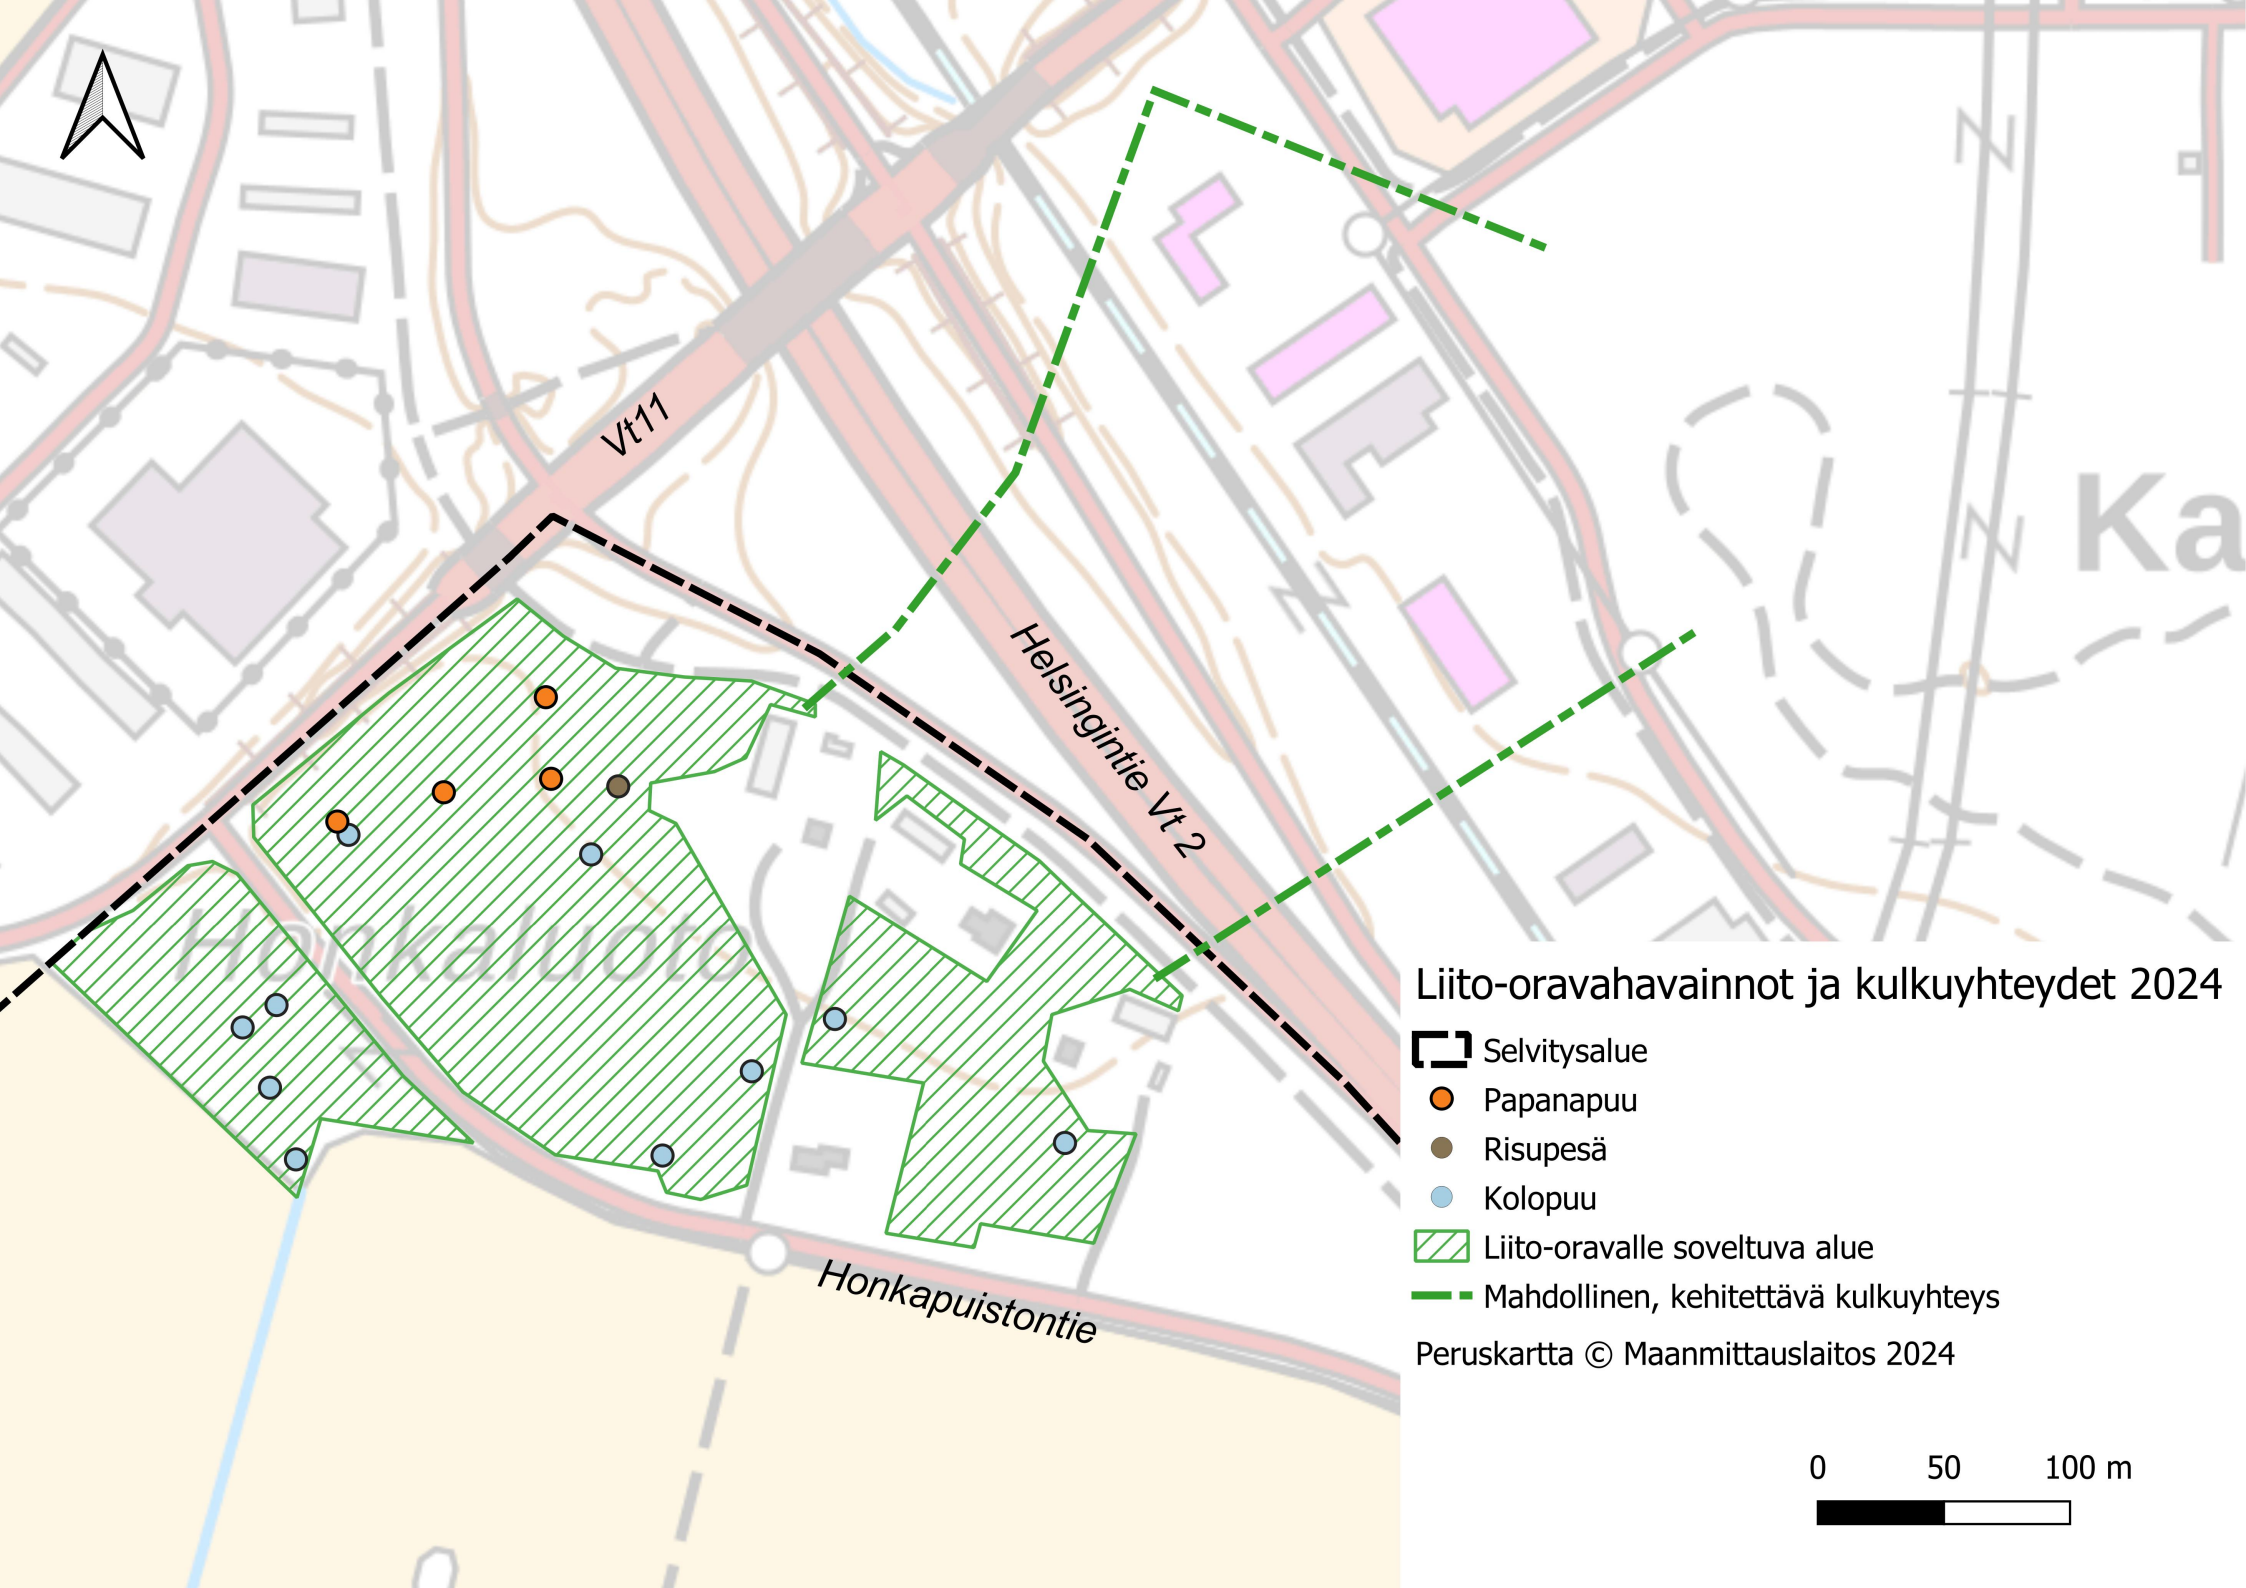 Vt11
Ka
Helsingintie Vt 2
Honkaluoto
Honkapuistontie
Liito-oravahavainnot ja kulkuyhteydet 2024
Selvitysalue
Papanapuu
Risupesä
Kolopuu
Liito-oravalle soveltuva alue
Mahdollinen, kehitettävä kulkuyhteys
Peruskartta © Maanmittauslaitos 2024
0 50 100 m